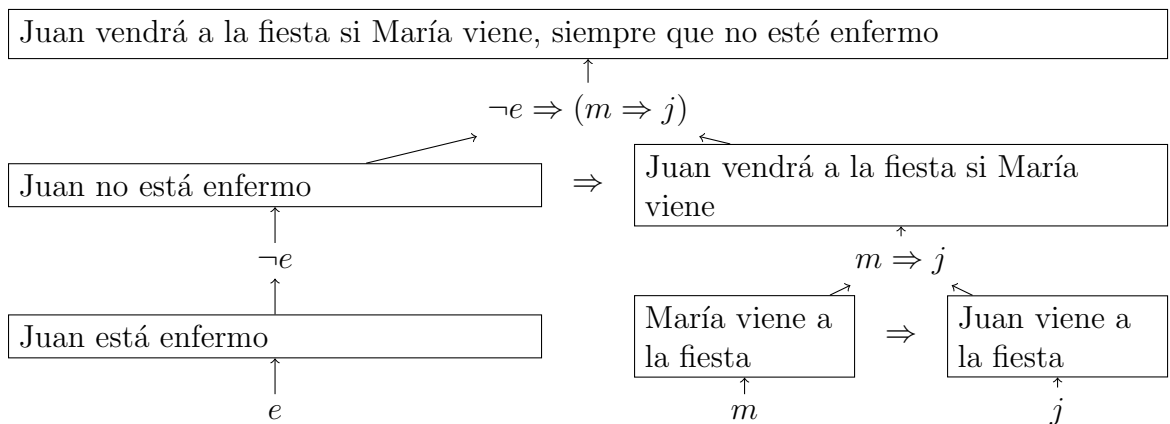 Juan vendrá a la fiesta si María viene, siempre que no esté enfermo
¬e ⇒ (m ⇒ j)
Juan no está enfermo
⇒
Juan vendrá a la fiesta si María
viene
¬e
m ⇒ j
Juan está enfermo
María viene a
la fiesta
⇒
Juan viene a
la fiesta
e
m
j